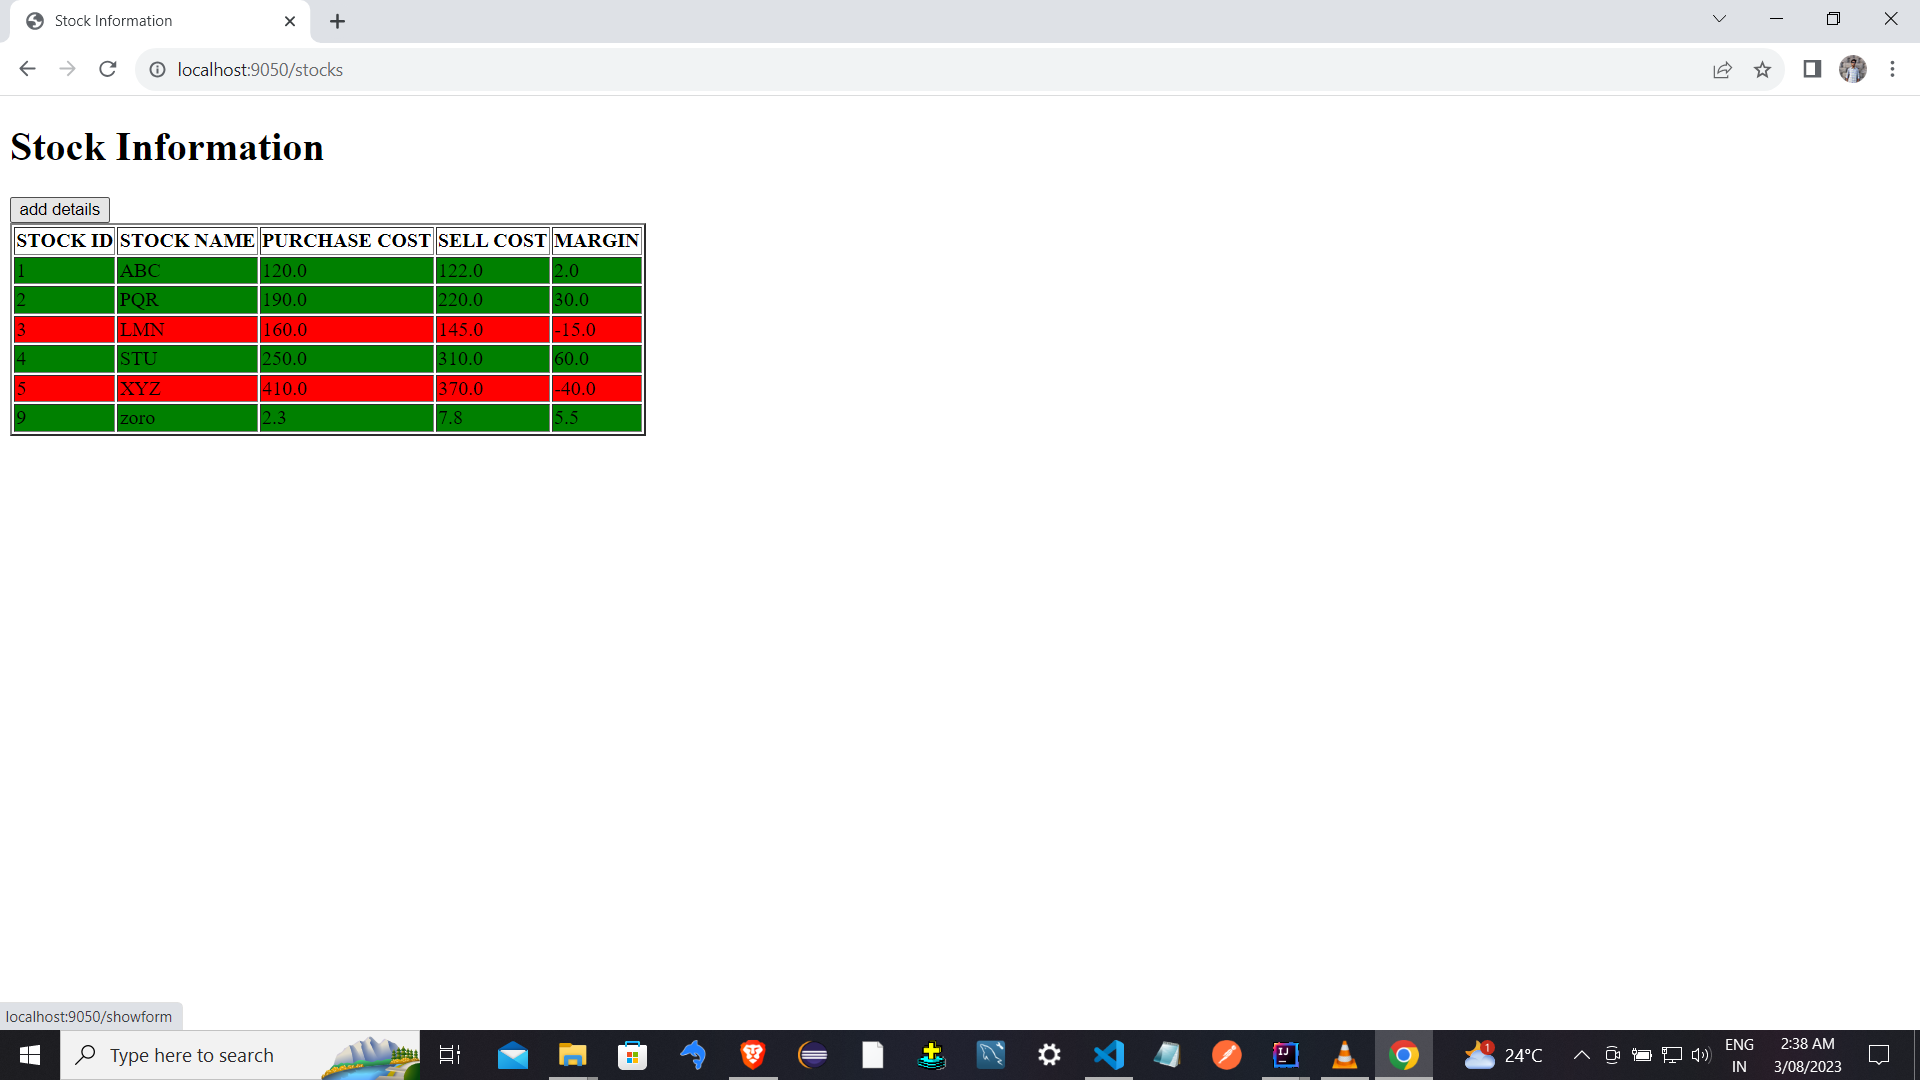 Stock Information
localhost:9050/stocks
Stock Information
add details
STOCK ID STOCK NAME PURCHASE COST SELL COST MARGIN
1 ABC 120.0 122.0 2.0
2 PQR 190.0 220.0 30.0
3 LMN 160.0 145.0 -15.0
4 STU 250.0 310.0 60.0
5 XYZ 410.0 370.0 -40.0
9 zoro 2.3 7.8 5.5
localhost:9050/showform
Type here to search
IJ
1
24°C
ENG
IN
2:38 AM
3/08/2023